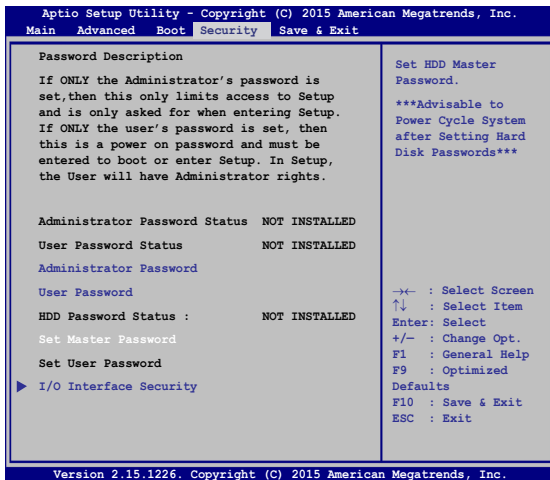 Aptio Setup Utility - Copyright (C) 2015 American Megatrends, Inc.
Main Advanced Boot Security Save & Exit
Password Description
If ONLY the Administrator's password is
set,then this only limits access to Setup
and is only asked for when entering Setup.
If ONLY the user's password is set, then
this is a power on password and must be
entered to boot or enter Setup. In Setup,
the User will have Administrator rights.
Administrator Password Status NOT INSTALLED
User Password Status NOT INSTALLED
Administrator Password
User Password
HDD Password Status : NOT INSTALLED
Set Master Password
Set User Password
I/O Interface Security
Set HDD Master
Password.
***Advisable to
Power Cycle System
after Setting Hard
Disk Passwords***
→← : Select Screen
↑↓ : Select Item
Enter: Select
+/— : Change Opt.
F1 : General Help
F9 : Optimized
Defaults
F10 : Save & Exit
ESC : Exit
Version 2.15.1226. Copyright (C) 2015 American Megatrends, Inc.